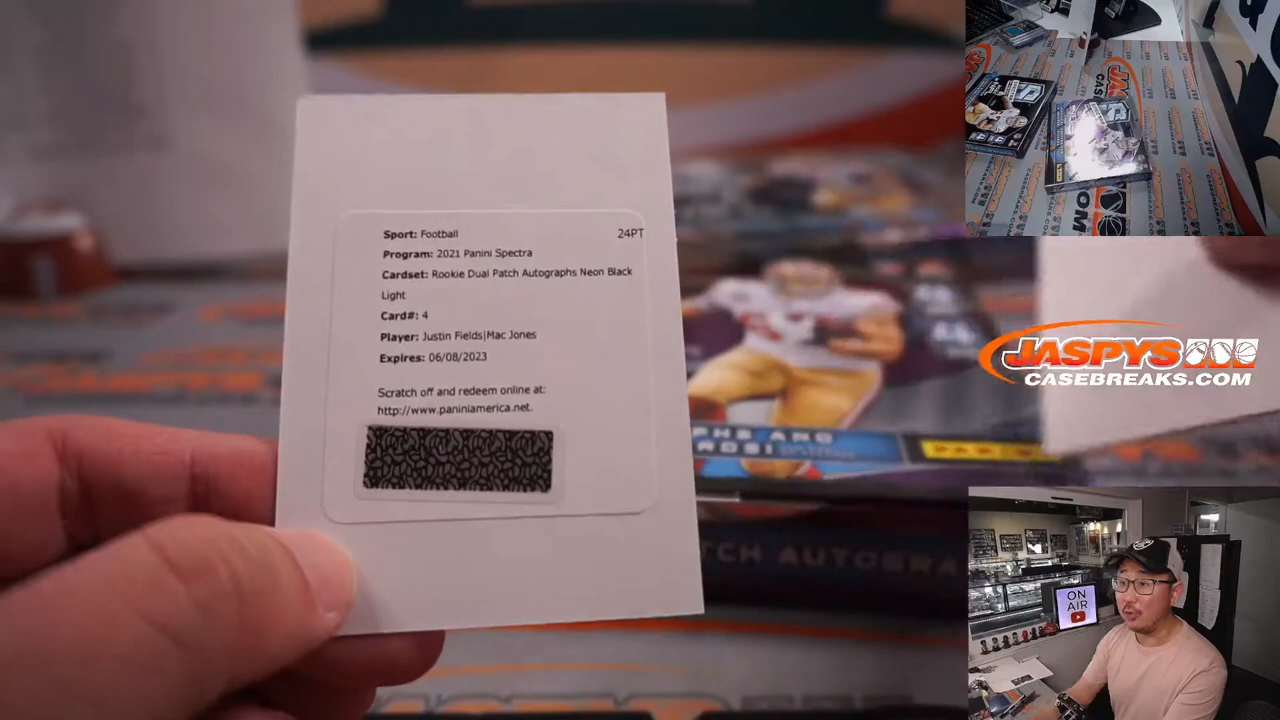 Sport: Football 24PT
Program: 2021 Panini Spectra
Cardset: Rookie Dual Patch Autographs Neon Black
Light
Card#: 4
Player: Justin Fields|Mac Jones
Expires: 06/08/2023
Scratch off and redeem online at:
http://www.paniniamerica.net.
TCH AUTOGRA
JASPYS
CASEBREAKS.COM
ON
AIR